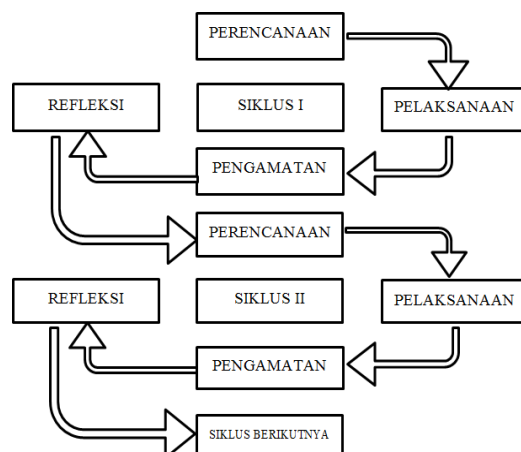 PERENCANAAN
REFLEKSI
SIKLUS I
PELAKSANAAN
PENGAMATAN
PERENCANAAN
REFLEKSI
SIKLUS II
PELAKSANAAN
PENGAMATAN
SIKLUS BERIKUTNYA